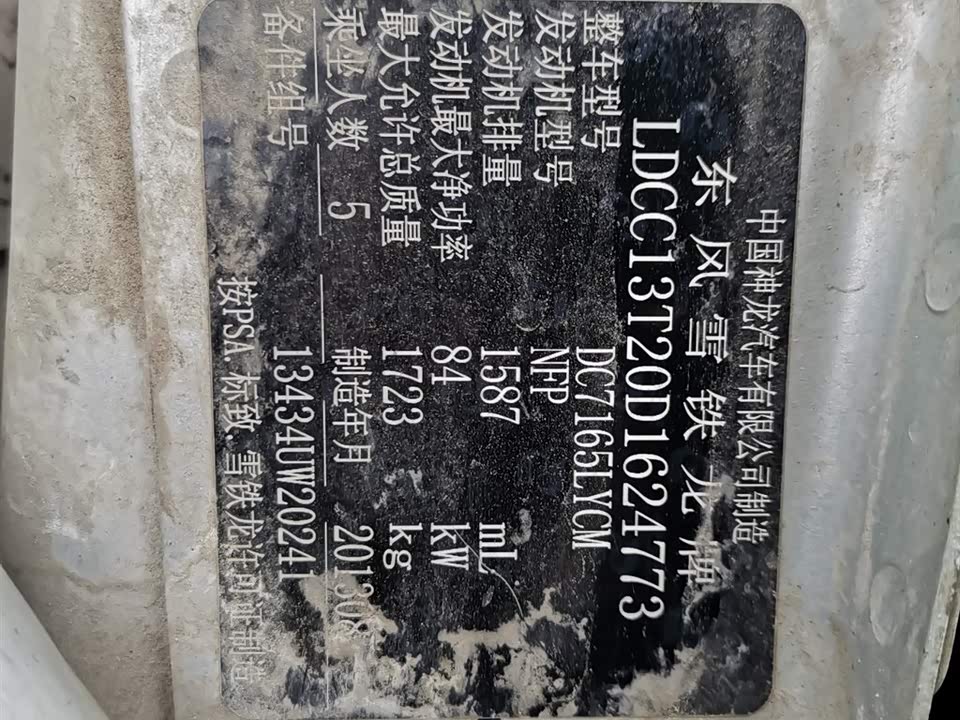 中国神龙汽车有限公司制造
东风雪铁龙牌
LDCC13T20D1624773
整车型号 DC7165LYCM
发动机型号 NFP
发动机排量 1587 mL
发动机最大净功率 84 kW
最大允许总质量 1723 kg
乘坐人数 5 制造年月 201308
备件组号 13434UW20241
按PSA.标致.雪铁龙许可证制造